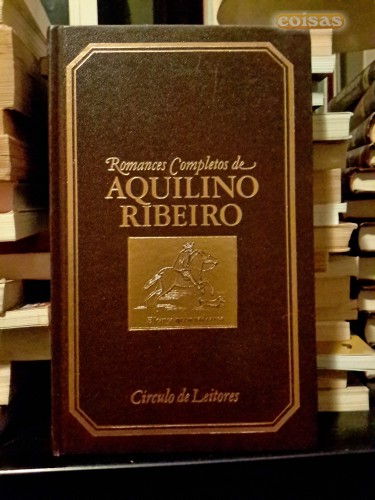 coisas
Romances Completos de
AQUILINO
RIBEIRO
Círculo de Leitores